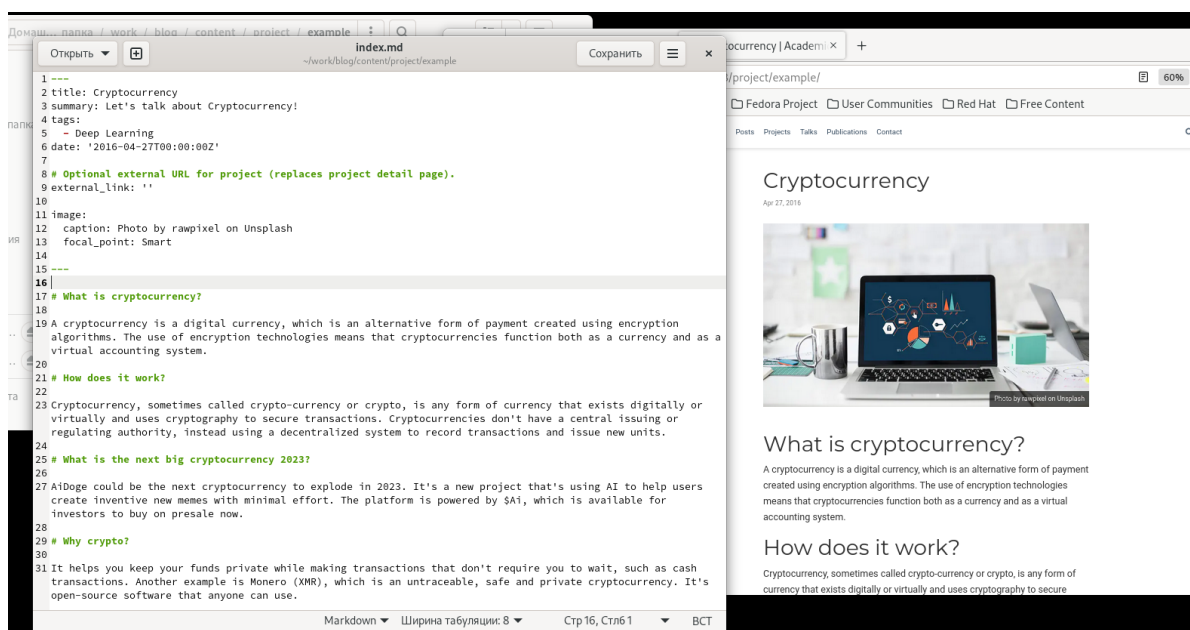 Домаш... папка / work / blog / content / project / example
Открыть
index.md
~/work/blog/content/project/example
Сохранить
1 ---
2 title: Cryptocurrency
3 summary: Let's talk about Cryptocurrency!
4 tags:
5   - Deep Learning
6 date: '2016-04-27T00:00:00Z'
7
8 # Optional external URL for project (replaces project detail page).
9 external_link: ''
10
11 image:
12   caption: Photo by rawpixel on Unsplash
13   focal_point: Smart
14
15 ---
16
17 # What is cryptocurrency?
18
19 A cryptocurrency is a digital currency, which is an alternative form of payment created using encryption
algorithms. The use of encryption technologies means that cryptocurrencies function both as a currency and as a
virtual accounting system.
20
21 # How does it work?
22
23 Cryptocurrency, sometimes called crypto-currency or crypto, is any form of currency that exists digitally or
virtually and uses cryptography to secure transactions. Cryptocurrencies don't have a central issuing or
regulating authority, instead using a decentralized system to record transactions and issue new units.
24
25 # What is the next big cryptocurrency 2023?
26
27 AiDoge could be the next cryptocurrency to explode in 2023. It's a new project that's using AI to help users
create inventive new memes with minimal effort. The platform is powered by $Ai, which is available for
investors to buy on presale now.
28
29 # Why crypto?
30
31 It helps you keep your funds private while making transactions that don't require you to wait, such as cash
transactions. Another example is Monero (XMR), which is an untraceable, safe and private cryptocurrency. It's
open-source software that anyone can use.
Markdown Ширина табуляции: 8 Стр 16, Стлб 1 ВСТ
ocurrency | Academi
/project/example/
60%
Fedora Project User Communities Red Hat Free Content
Posts Projects Talks Publications Contact
Cryptocurrency
Apr 27, 2016
Photo by rawpixel on Unsplash
What is cryptocurrency?
A cryptocurrency is a digital currency, which is an alternative form of payment
created using encryption algorithms. The use of encryption technologies
means that cryptocurrencies function both as a currency and as a virtual
accounting system.
How does it work?
Cryptocurrency, sometimes called crypto-currency or crypto, is any form of
currency that exists digitally or virtually and uses cryptography to secure